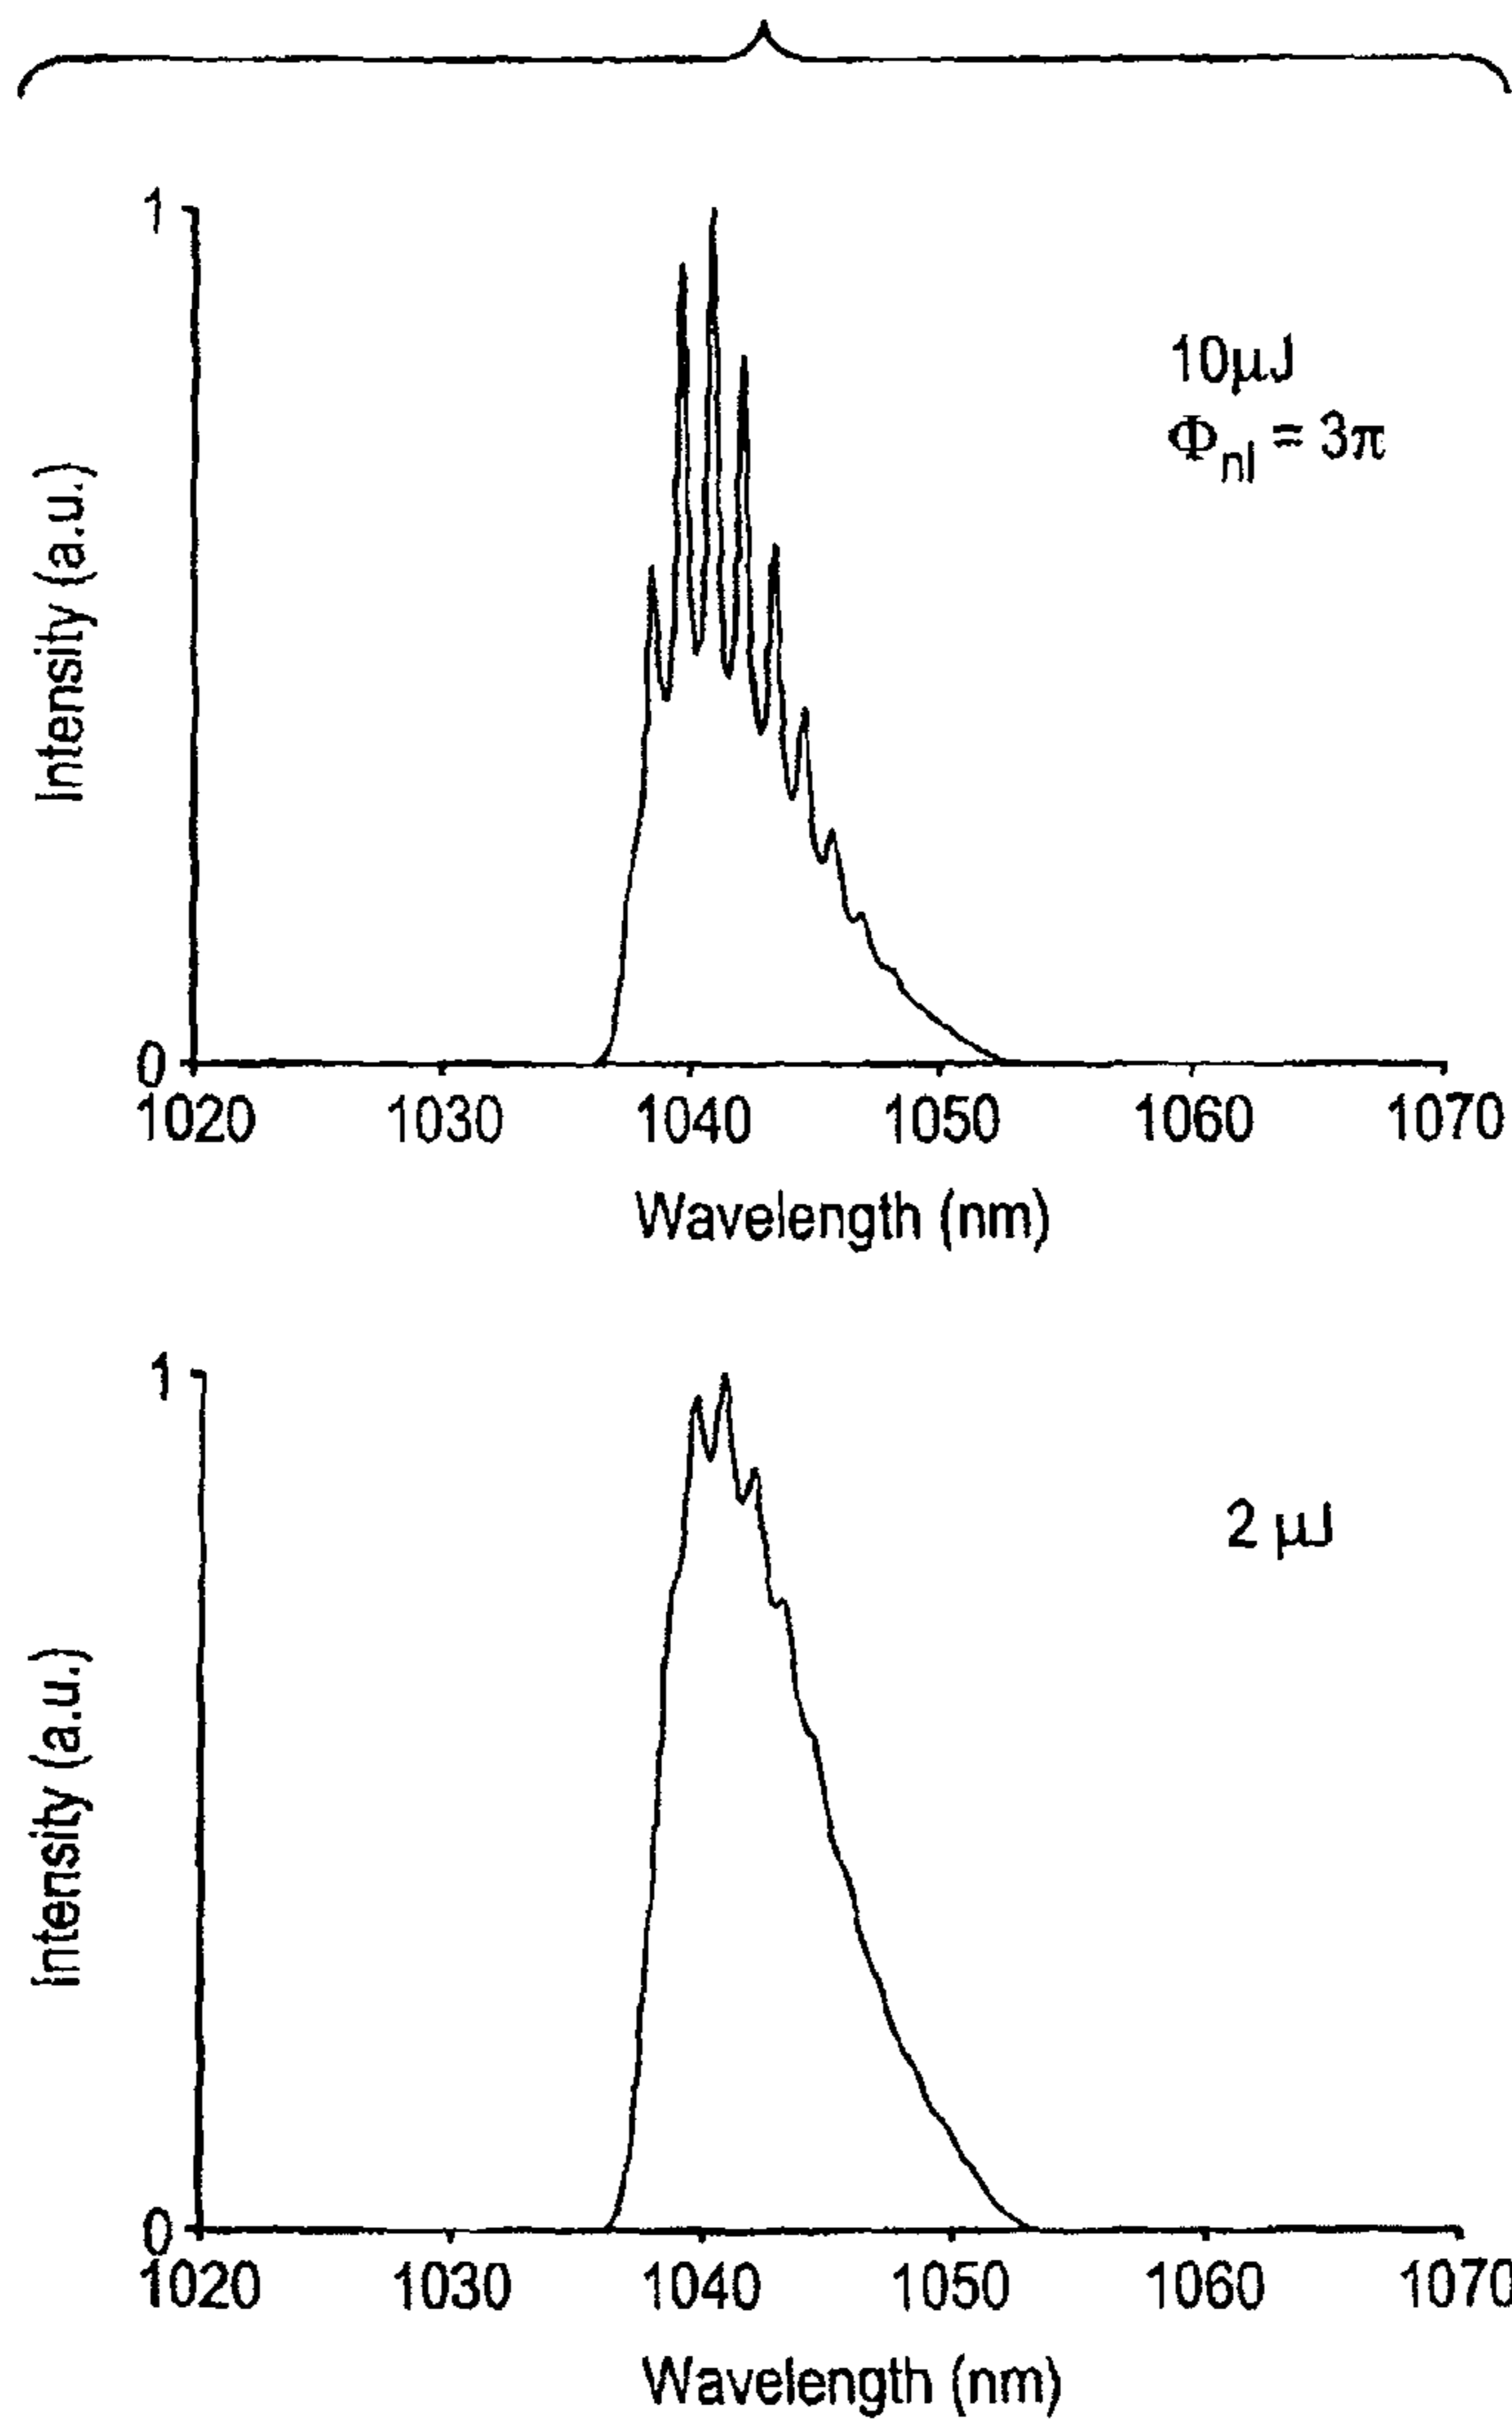 1
Intensity (a.u.)
10μJ
Φnl = 3π
0
1020 1030 1040 1050 1060 1070
Wavelength (nm)
1
Intensity (a.u.)
2 μJ
0
1020 1030 1040 1050 1060 1070
Wavelength (nm)